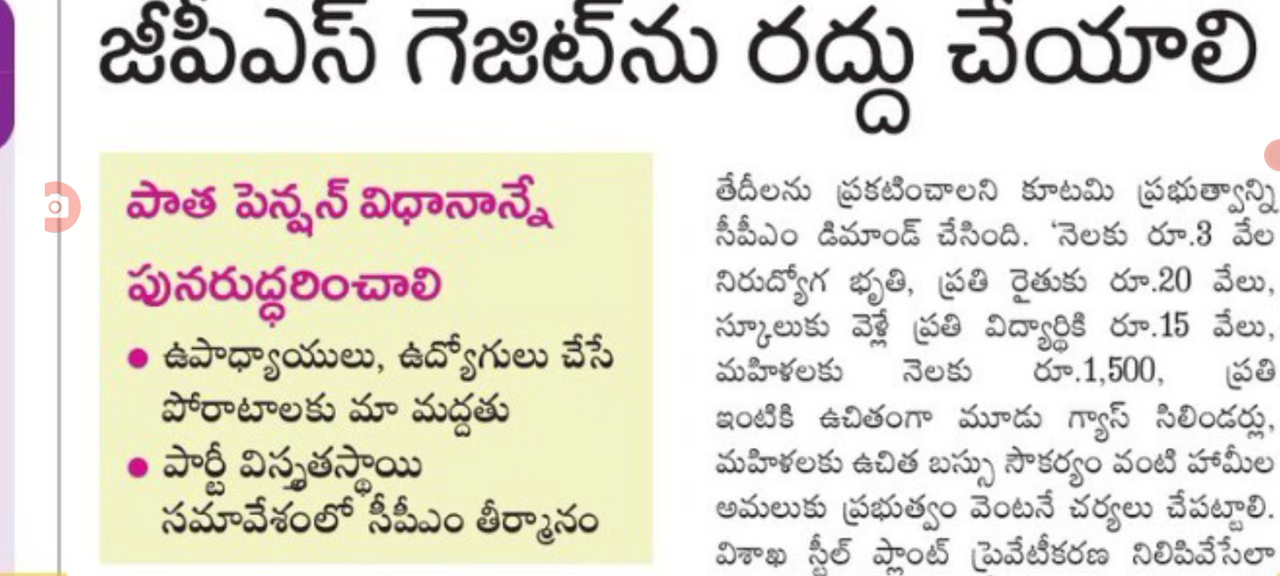 జీపీఎస్ గెజిట్‌ను రద్దు చేయాలి
పాత పెన్షన్ విధానాన్నే
పునరుద్ధరించాలి
● ఉపాధ్యాయులు, ఉద్యోగులు చేసే
పోరాటాలకు మా మద్దతు
● పార్టీ విస్తృతస్థాయి
సమావేశంలో సీపీఎం తీర్మానం
తేదీలను ప్రకటించాలని కూటమి ప్రభుత్వాన్ని
సీపీఎం డిమాండ్ చేసింది. ‘నెలకు రూ.3 వేల
నిరుద్యోగ భృతి, ప్రతి రైతుకు రూ.20 వేలు,
స్కూలుకు వెళ్లే ప్రతి విద్యార్థికి రూ.15 వేలు,
మహిళలకు నెలకు రూ.1,500, ప్రతి
ఇంటికి ఉచితంగా మూడు గ్యాస్ సిలిండర్లు,
మహిళలకు ఉచిత బస్సు సౌకర్యం వంటి హామీల
అమలుకు ప్రభుత్వం వెంటనే చర్యలు చేపట్టాలి.
విశాఖ స్టీల్ ప్లాంట్ ప్రైవేటీకరణ నిలిపివేసేలా